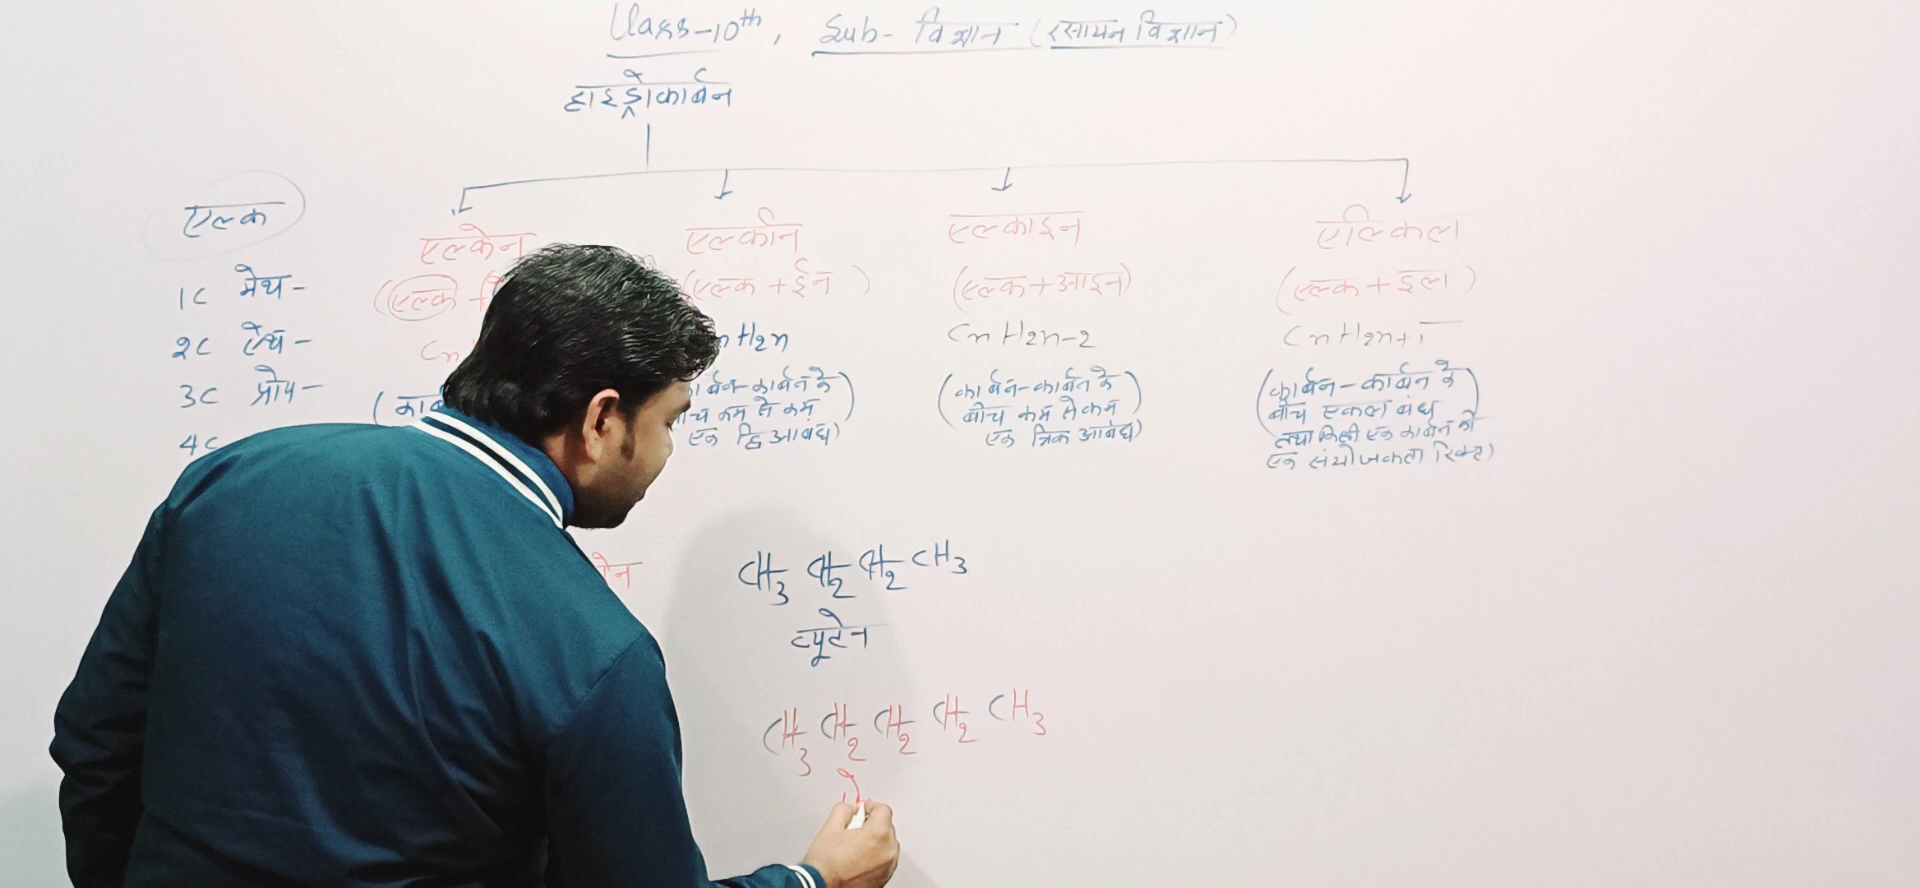 Class-10th, Sub- विज्ञान (रसायन विज्ञान)
हाइड्रोकार्बन
एल्क
एल्केन
एल्कीन
एल्काइन
एल्किल
1C मेथ-
(एल्क +
(एल्क + ईन)
(एल्क+आइन)
(एल्क + इल)
2C ऐथ-
Cn
nH2n
CnH2n-2
CnH2n+1
3C प्रोप-
(कार्ब
कार्बन-कार्बन के
बीच कम से कम
एक द्विआबंध)
(कार्बन-कार्बन के
बीच कम से कम
एक त्रिक आबंध)
(कार्बन-कार्बन के
बीच एकल बंध
तथा किसी एक कार्बन की
एक संयोजकता रिक्त)
4C
CH3 CH2 CH2 CH3
ब्यूटेन
CH3 CH2 CH2 CH2 CH3